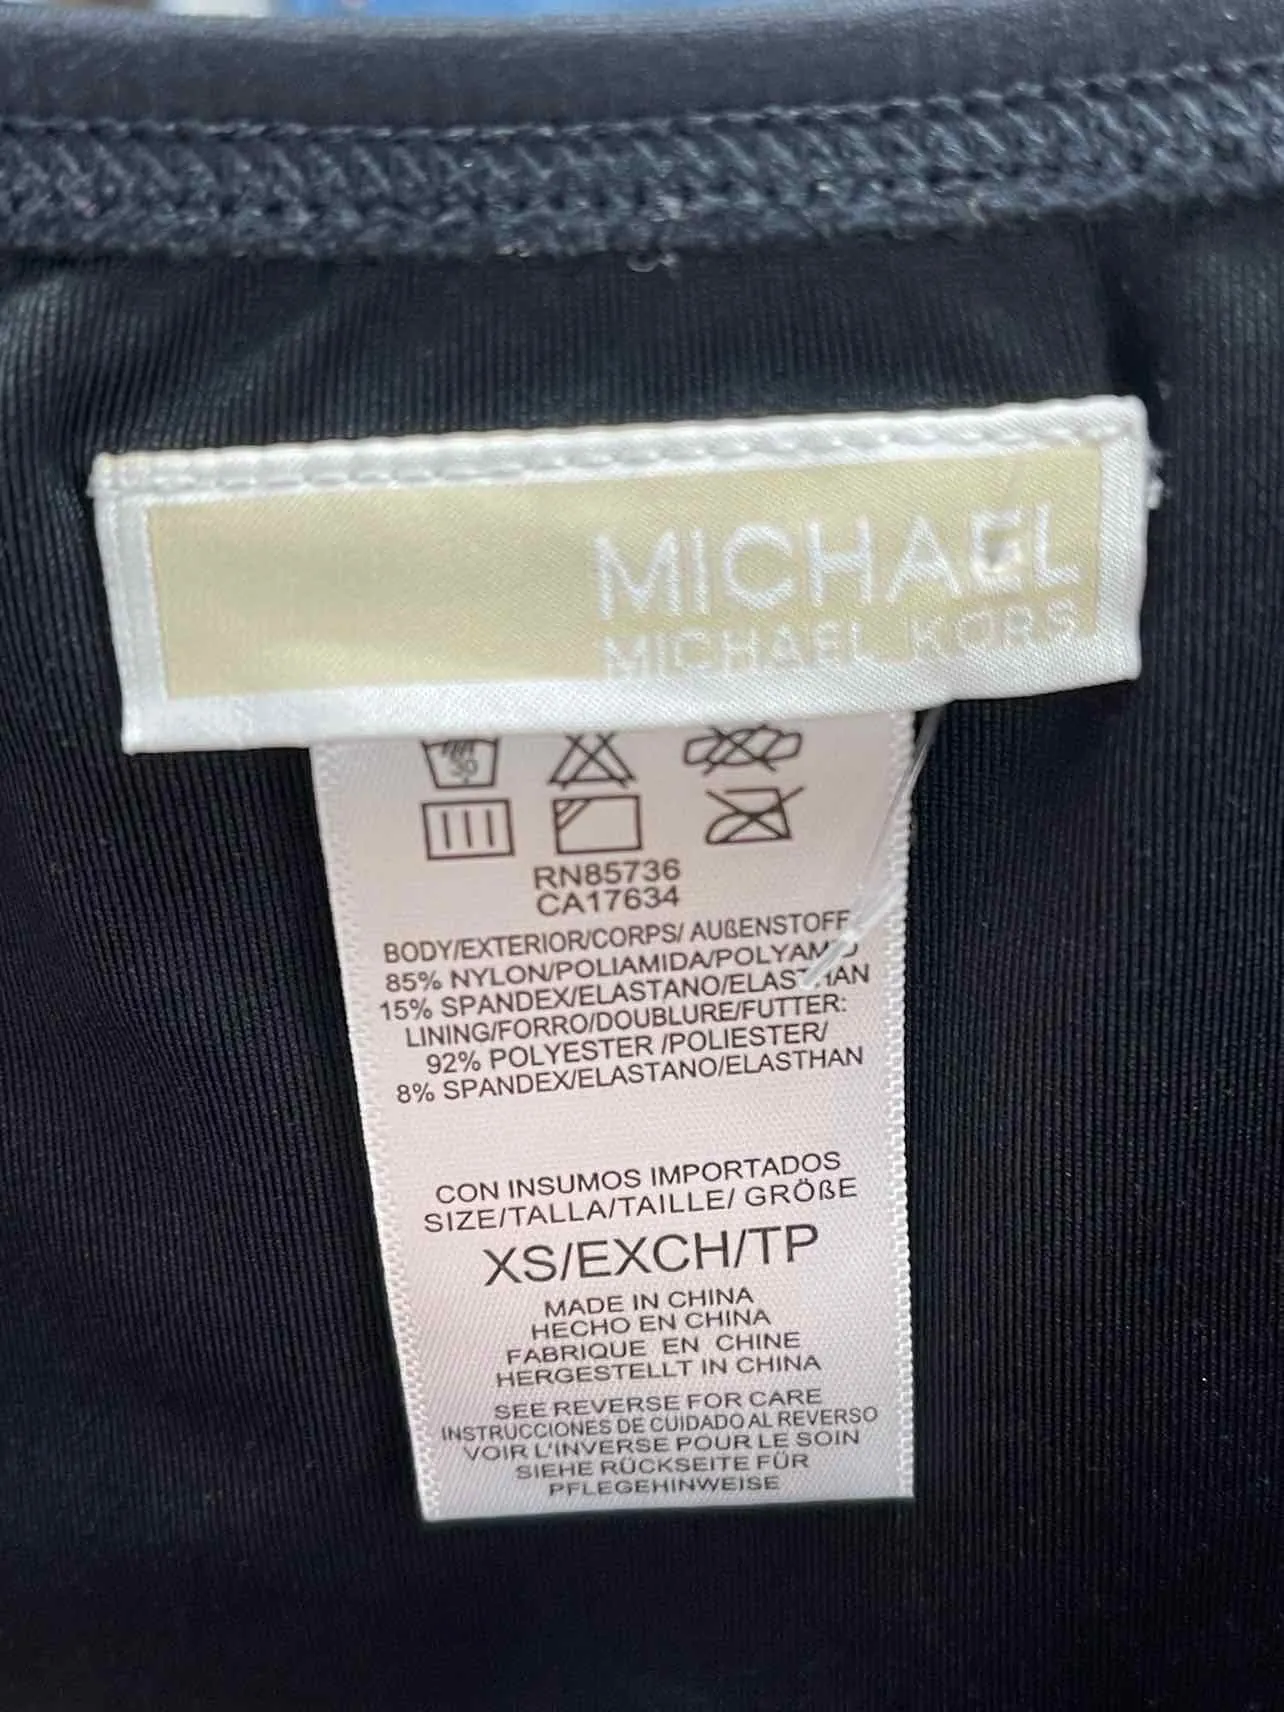 MICHAEL
MICHAEL KORS
30
RN85736
CA17634
BODY/EXTERIOR/CORPS/ AUßENSTOFF
85% NYLON/POLIAMIDA/POLYAMID
15% SPANDEX/ELASTANO/ELASTHAN
LINING/FORRO/DOUBLURE/FUTTER:
92% POLYESTER /POLIESTER/
8% SPANDEX/ELASTANO/ELASTHAN
CON INSUMOS IMPORTADOS
SIZE/TALLA/TAILLE/ GRÖßE
XS/EXCH/TP
MADE IN CHINA
HECHO EN CHINA
FABRIQUE EN CHINE
HERGESTELLT IN CHINA
SEE REVERSE FOR CARE
INSTRUCCIONES DE CUIDADO AL REVERSO
VOIR L'INVERSE POUR LE SOIN
SIEHE RÜCKSEITE FÜR
PFLEGEHINWEISE